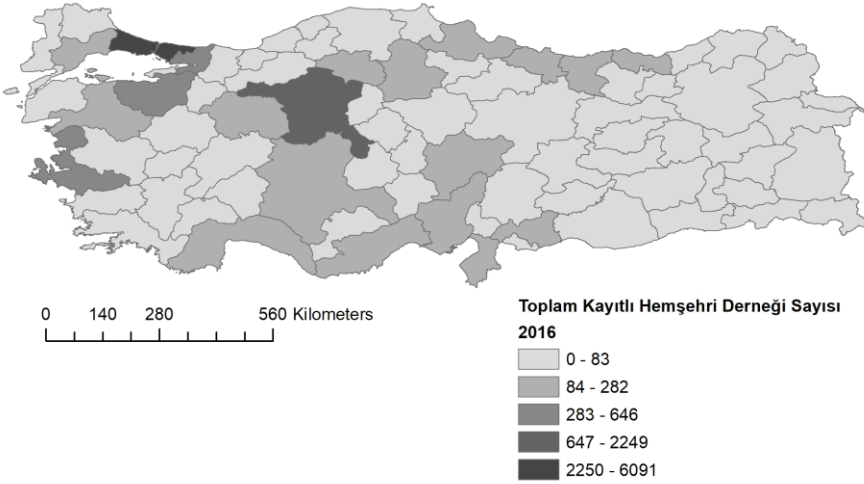 0 140 280 560 Kilometers
Toplam Kayıtlı Hemşehri Derneği Sayısı
2016
0 - 83
84 - 282
283 - 646
647 - 2249
2250 - 6091